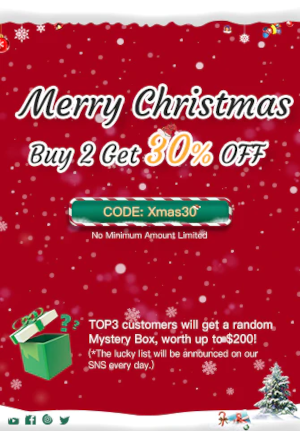 Merry Christmas
Buy 2 Get 30% OFF
CODE: Xmas30
No Minimum Amount Limited
TOP3 customers will get a random
Mystery Box, worth up to $200!
(*The lucky list will be announced on our
SNS every day.)